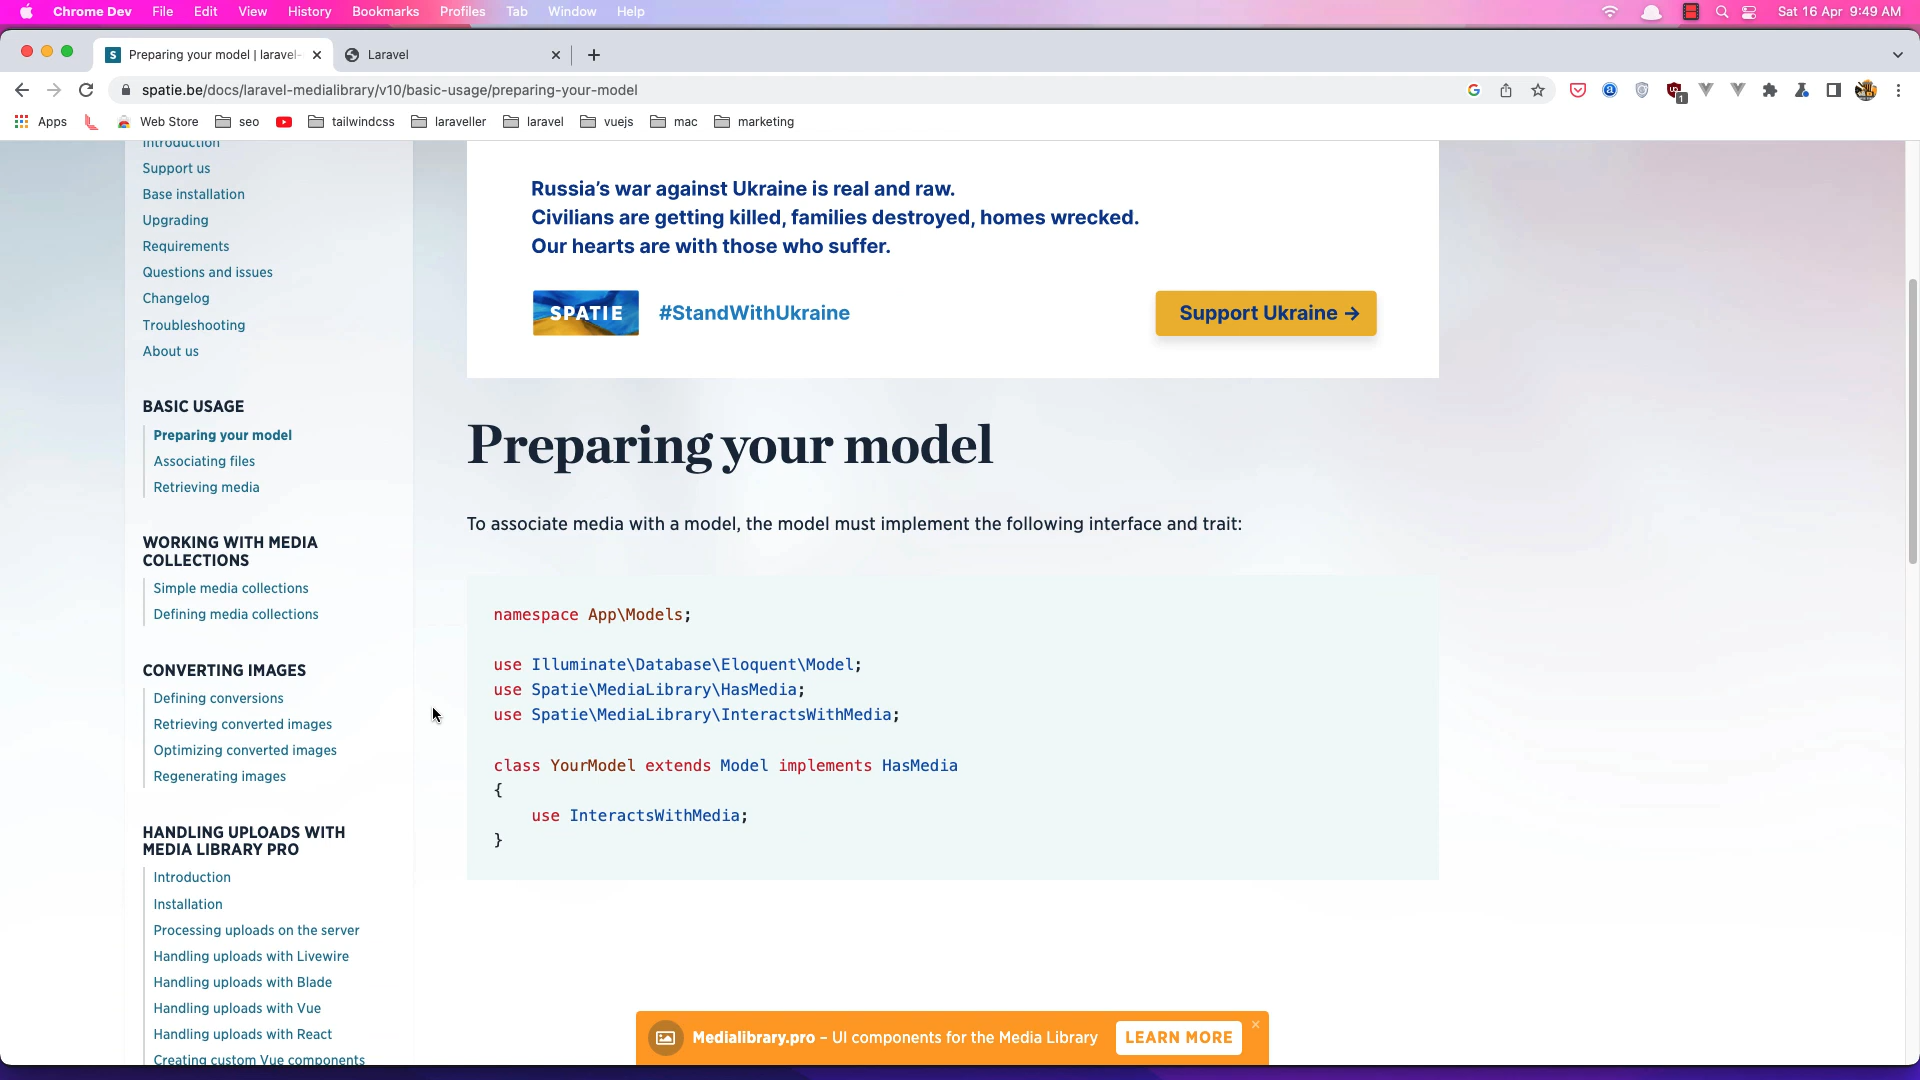 Chrome Dev File Edit View History Bookmarks Profiles Tab Window Help
Sat 16 Apr 9:49 AM
Preparing your model | laravel-
Laravel
spatie.be/docs/laravel-medialibrary/v10/basic-usage/preparing-your-model
Apps
Web Store
seo
tailwindcss
laraveller
laravel
vuejs
mac
marketing
Introduction
Support us
Base installation
Upgrading
Requirements
Questions and issues
Changelog
Troubleshooting
About us
BASIC USAGE
Preparing your model
Associating files
Retrieving media
WORKING WITH MEDIA
COLLECTIONS
Simple media collections
Defining media collections
CONVERTING IMAGES
Defining conversions
Retrieving converted images
Optimizing converted images
Regenerating images
HANDLING UPLOADS WITH
MEDIA LIBRARY PRO
Introduction
Installation
Processing uploads on the server
Handling uploads with Livewire
Handling uploads with Blade
Handling uploads with Vue
Handling uploads with React
Creating custom Vue components
Russia’s war against Ukraine is real and raw.
Civilians are getting killed, families destroyed, homes wrecked.
Our hearts are with those who suffer.
SPATIE
#StandWithUkraine
Support Ukraine →
Preparing your model
To associate media with a model, the model must implement the following interface and trait:
namespace App\Models;
use Illuminate\Database\Eloquent\Model;
use Spatie\MediaLibrary\HasMedia;
use Spatie\MediaLibrary\InteractsWithMedia;
class YourModel extends Model implements HasMedia
{
use InteractsWithMedia;
}
Medialibrary.pro – UI components for the Media Library
LEARN MORE